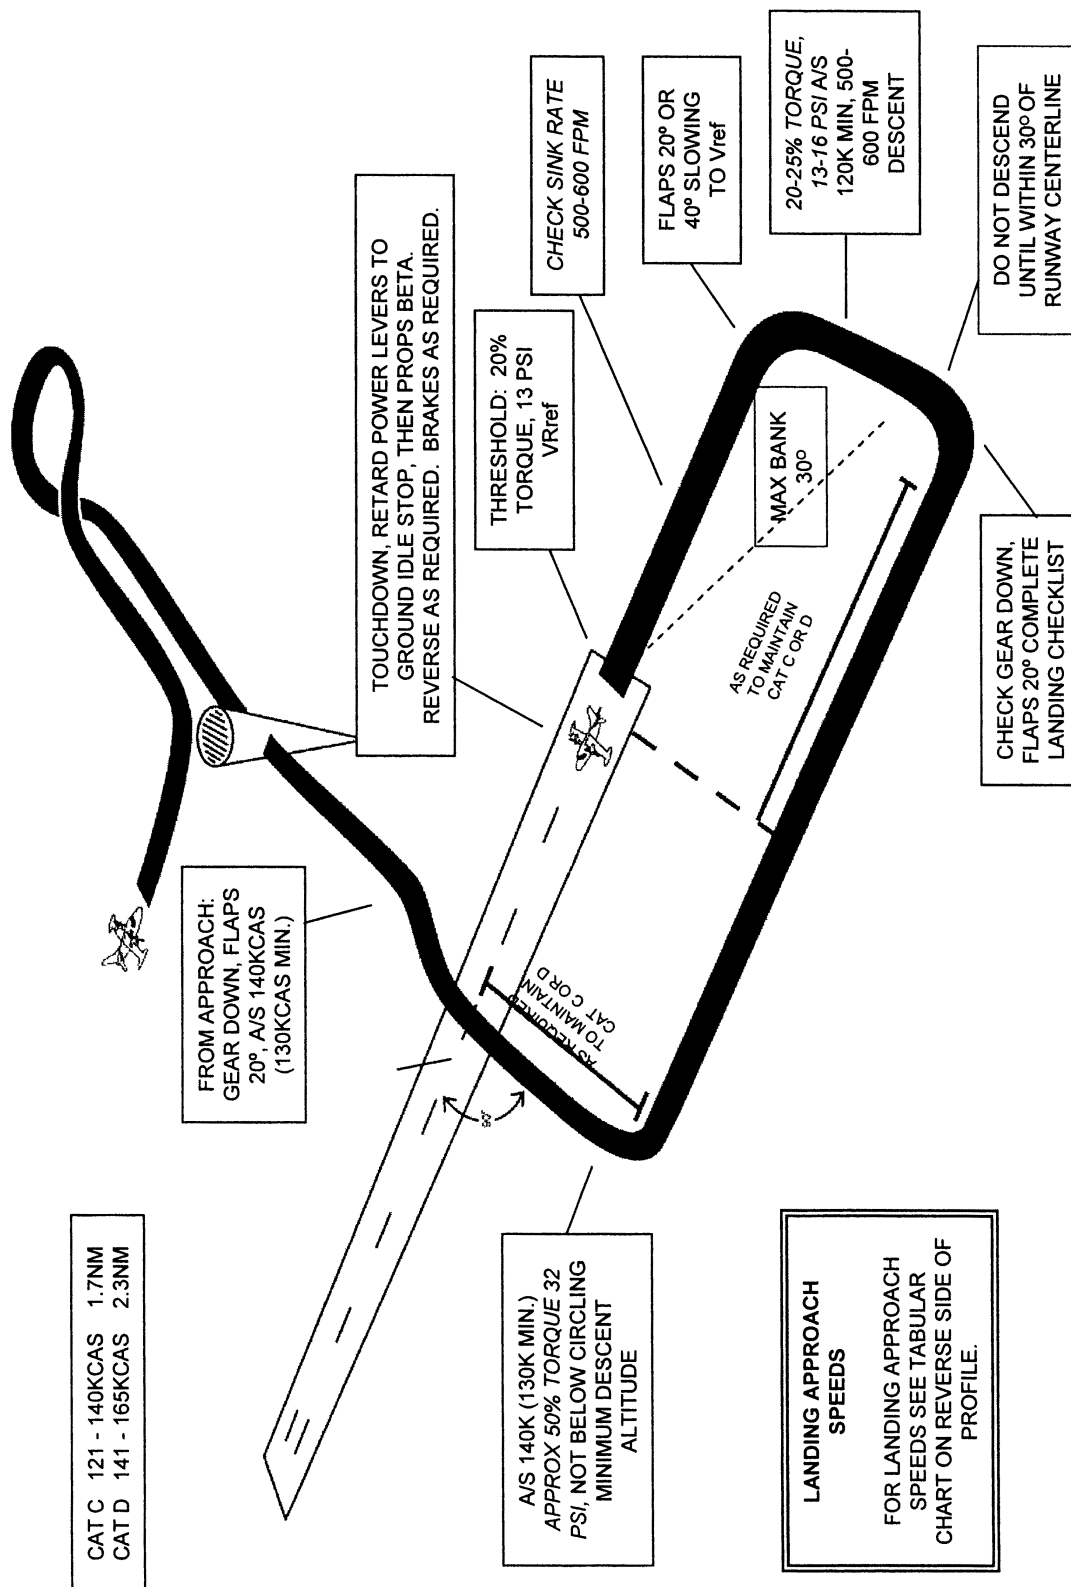 CAT C 121 - 140KCAS 1.7NM
CAT D 141 - 165KCAS 2.3NM
FROM APPROACH:
GEAR DOWN, FLAPS
20º, A/S 140KCAS
(130KCAS MIN.)
TOUCHDOWN, RETARD POWER LEVERS TO
GROUND IDLE STOP, THEN PROPS BETA.
REVERSE AS REQUIRED. BRAKES AS REQUIRED.
THRESHOLD: 20%
TORQUE, 13 PSI
VRref
CHECK SINK RATE
500-600 FPM
FLAPS 20º OR
40º SLOWING
TO Vref
20-25% TORQUE,
13-16 PSI A/S
120K MIN, 500-
600 FPM
DESCENT
DO NOT DESCEND
UNTIL WITHIN 30º OF
RUNWAY CENTERLINE
MAX BANK
30º
AS REQUIRED
TO MAINTAIN
CAT C OR D
CHECK GEAR DOWN,
FLAPS 20º COMPLETE
LANDING CHECKLIST
AS REQUIRED
TO MAINTAIN
CAT C OR D
A/S 140K (130K MIN.)
APPROX 50% TORQUE 32
PSI, NOT BELOW CIRCLING
MINIMUM DESCENT
ALTITUDE
LANDING APPROACH
SPEEDS
FOR LANDING APPROACH
SPEEDS SEE TABULAR
CHART ON REVERSE SIDE OF
PROFILE.